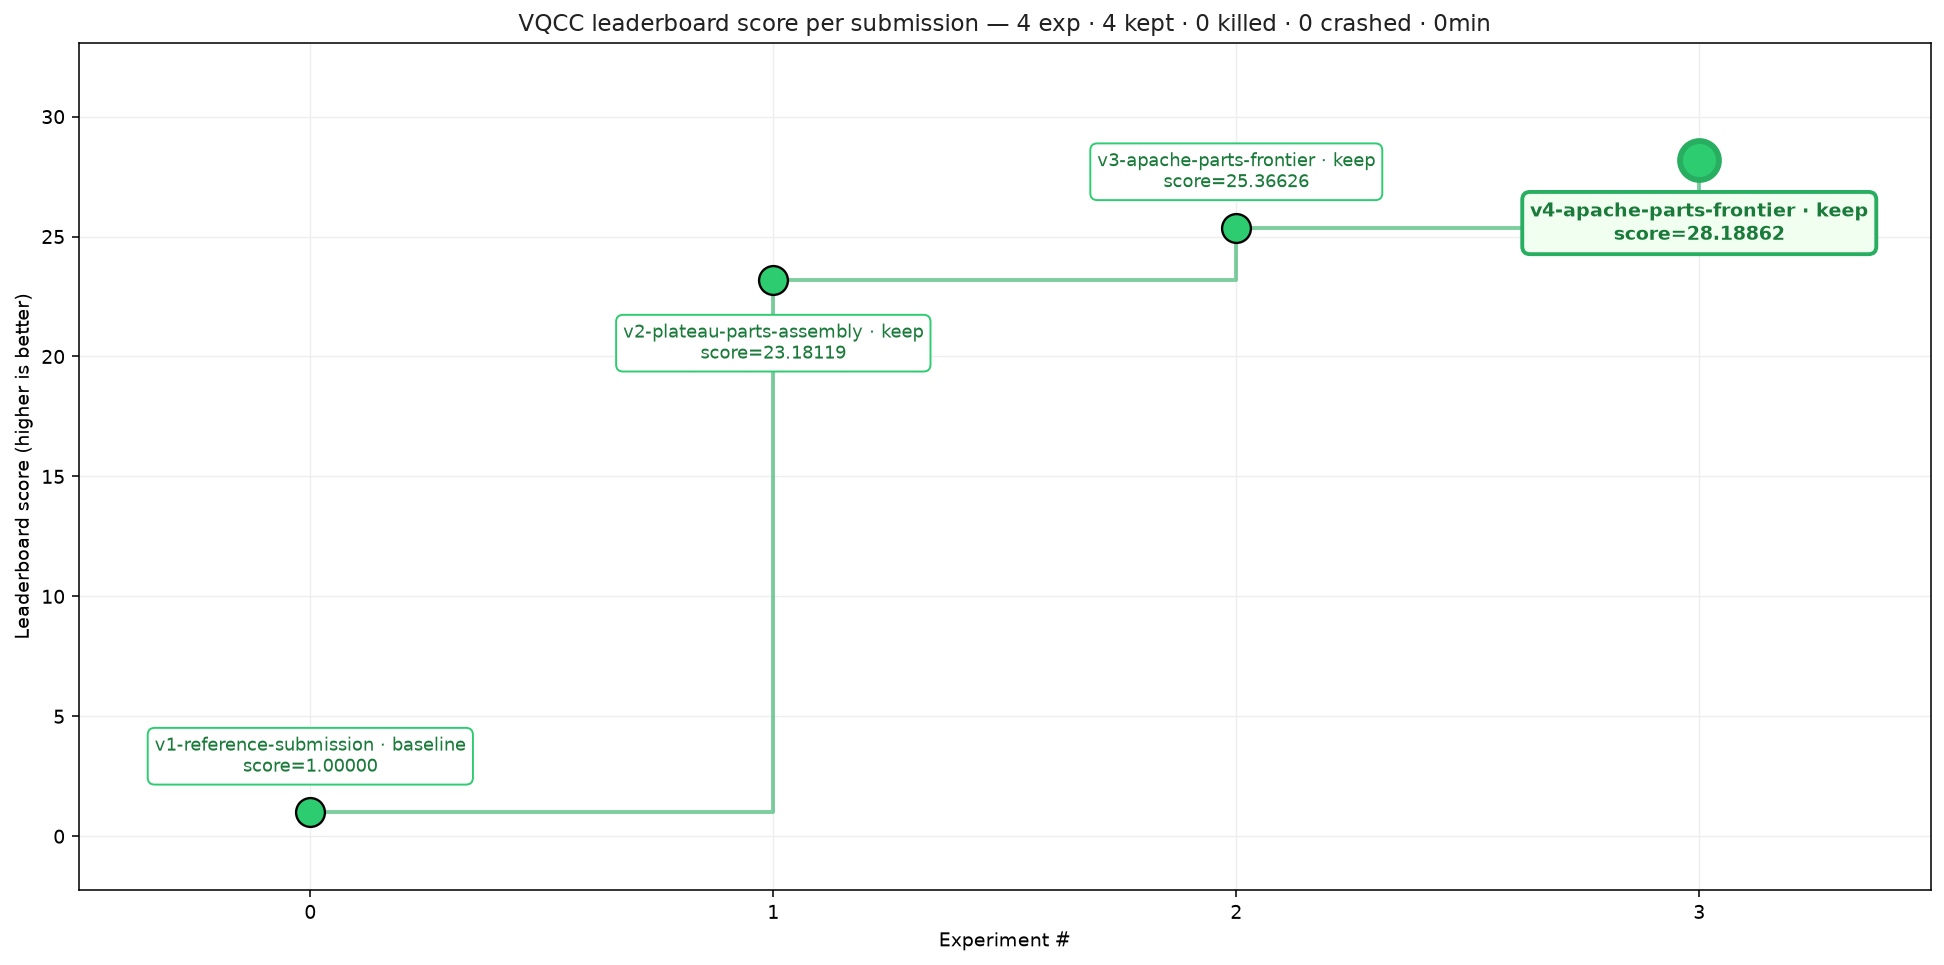 VQCC leaderboard score per submission — 4 exp · 4 kept · 0 killed · 0 crashed · 0min
Leaderboard score (higher is better)
30
25
20
15
10
5
0
v3-apache-parts-frontier · keep
score=25.36626
v4-apache-parts-frontier · keep
score=28.18862
v2-plateau-parts-assembly · keep
score=23.18119
v1-reference-submission · baseline
score=1.00000
0
1
2
3
Experiment #